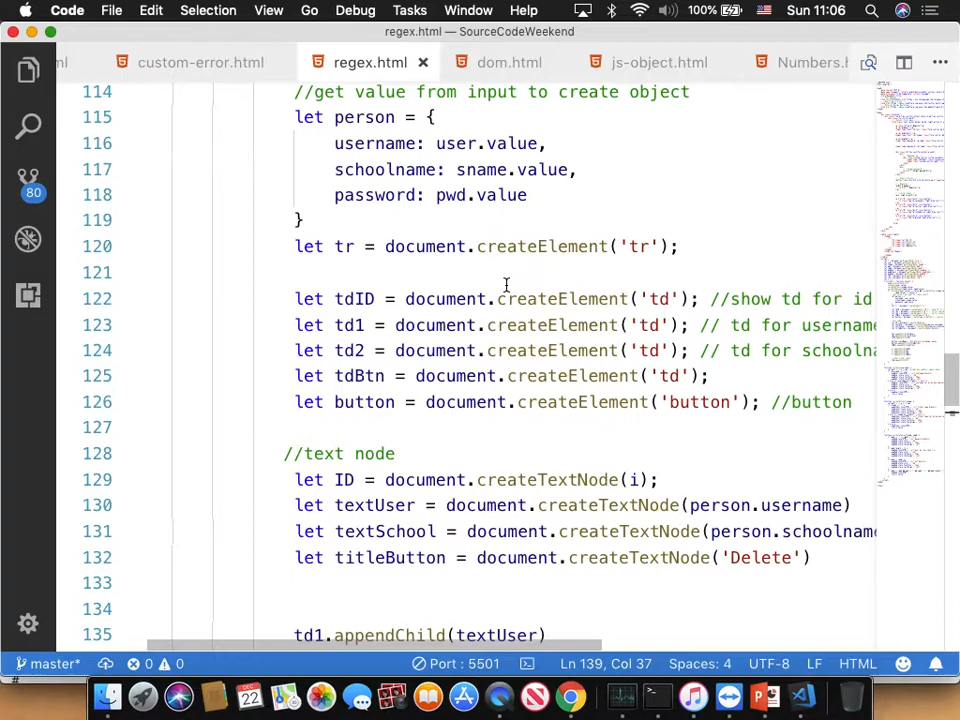 Code File Edit Selection View Go Debug Tasks Window Help 100% Sun 11:06
regex.html — SourceCodeWeekend
ml custom-error.html regex.html dom.html js-object.html Numbers.h
114 //get value from input to create object
115 let person = {
116 username: user.value,
117 schoolname: sname.value,
118 password: pwd.value
119 }
120 let tr = document.createElement('tr');
121
122 let tdID = document.createElement('td'); //show td for id
123 let td1 = document.createElement('td'); // td for username
124 let td2 = document.createElement('td'); // td for schoolna
125 let tdBtn = document.createElement('td');
126 let button = document.createElement('button'); //button
127
128 //text node
129 let ID = document.createTextNode(i);
130 let textUser = document.createTextNode(person.username)
131 let textSchool = document.createTextNode(person.schoolname
132 let titleButton = document.createTextNode('Delete')
133
134
135 td1.appendChild(textUser)
80
master* 0 0 Port : 5501 Ln 139, Col 37 Spaces: 4 UTF-8 LF HTML
#
DEC 22